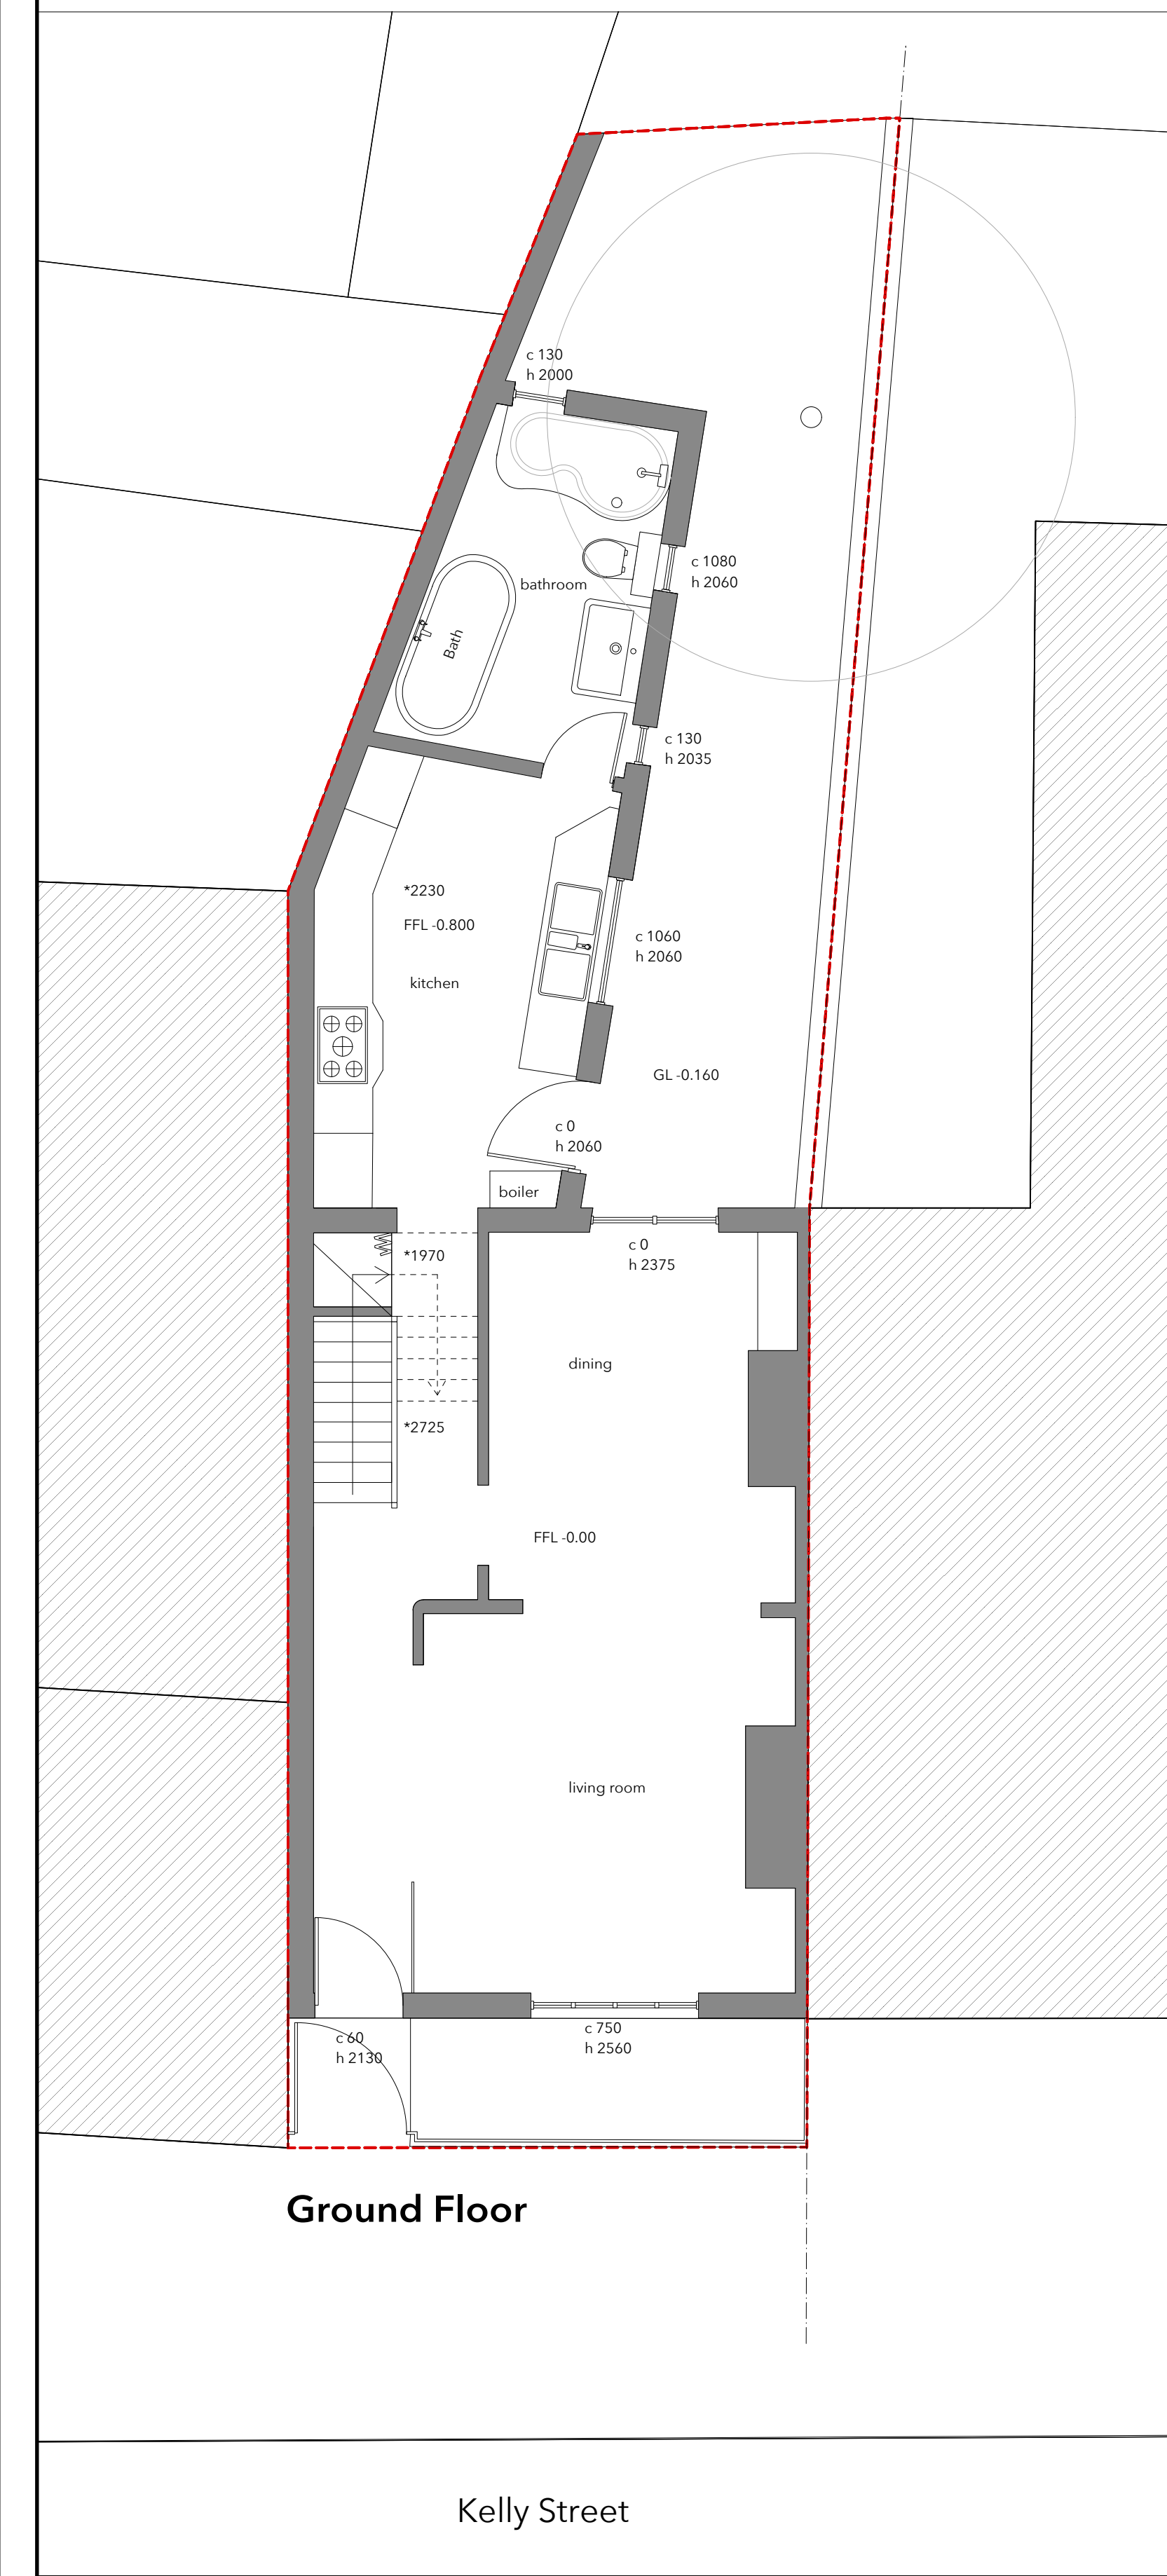 c 130
h 2000
c 1080
h 2060
bathroom
Bath
c 130
h 2035
*2230
FFL -0.800
c 1060
h 2060
kitchen
GL -0.160
c 0
h 2060
boiler
*1970
c 0
h 2375
dining
*2725
FFL -0.00
living room
c 60
h 2130
c 750
h 2560
Ground Floor
Kelly Street